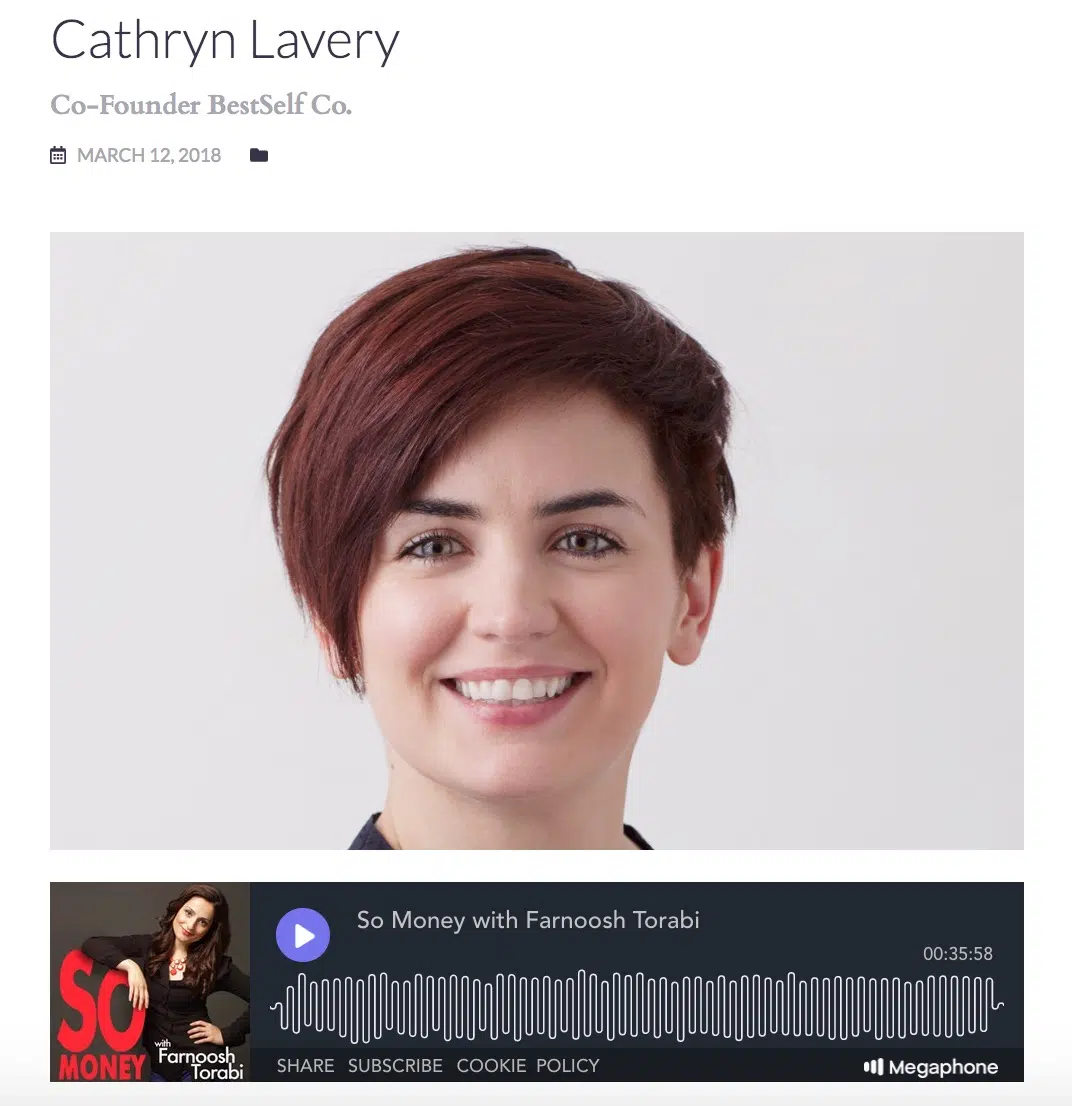 Cathryn Lavery
Co-Founder BestSelf Co.
MARCH 12, 2018
So Money with Farnoosh Torabi
00:35:58
SO
MONEY
with
Farnoosh
Torabi
SHARE SUBSCRIBE COOKIE POLICY
Megaphone